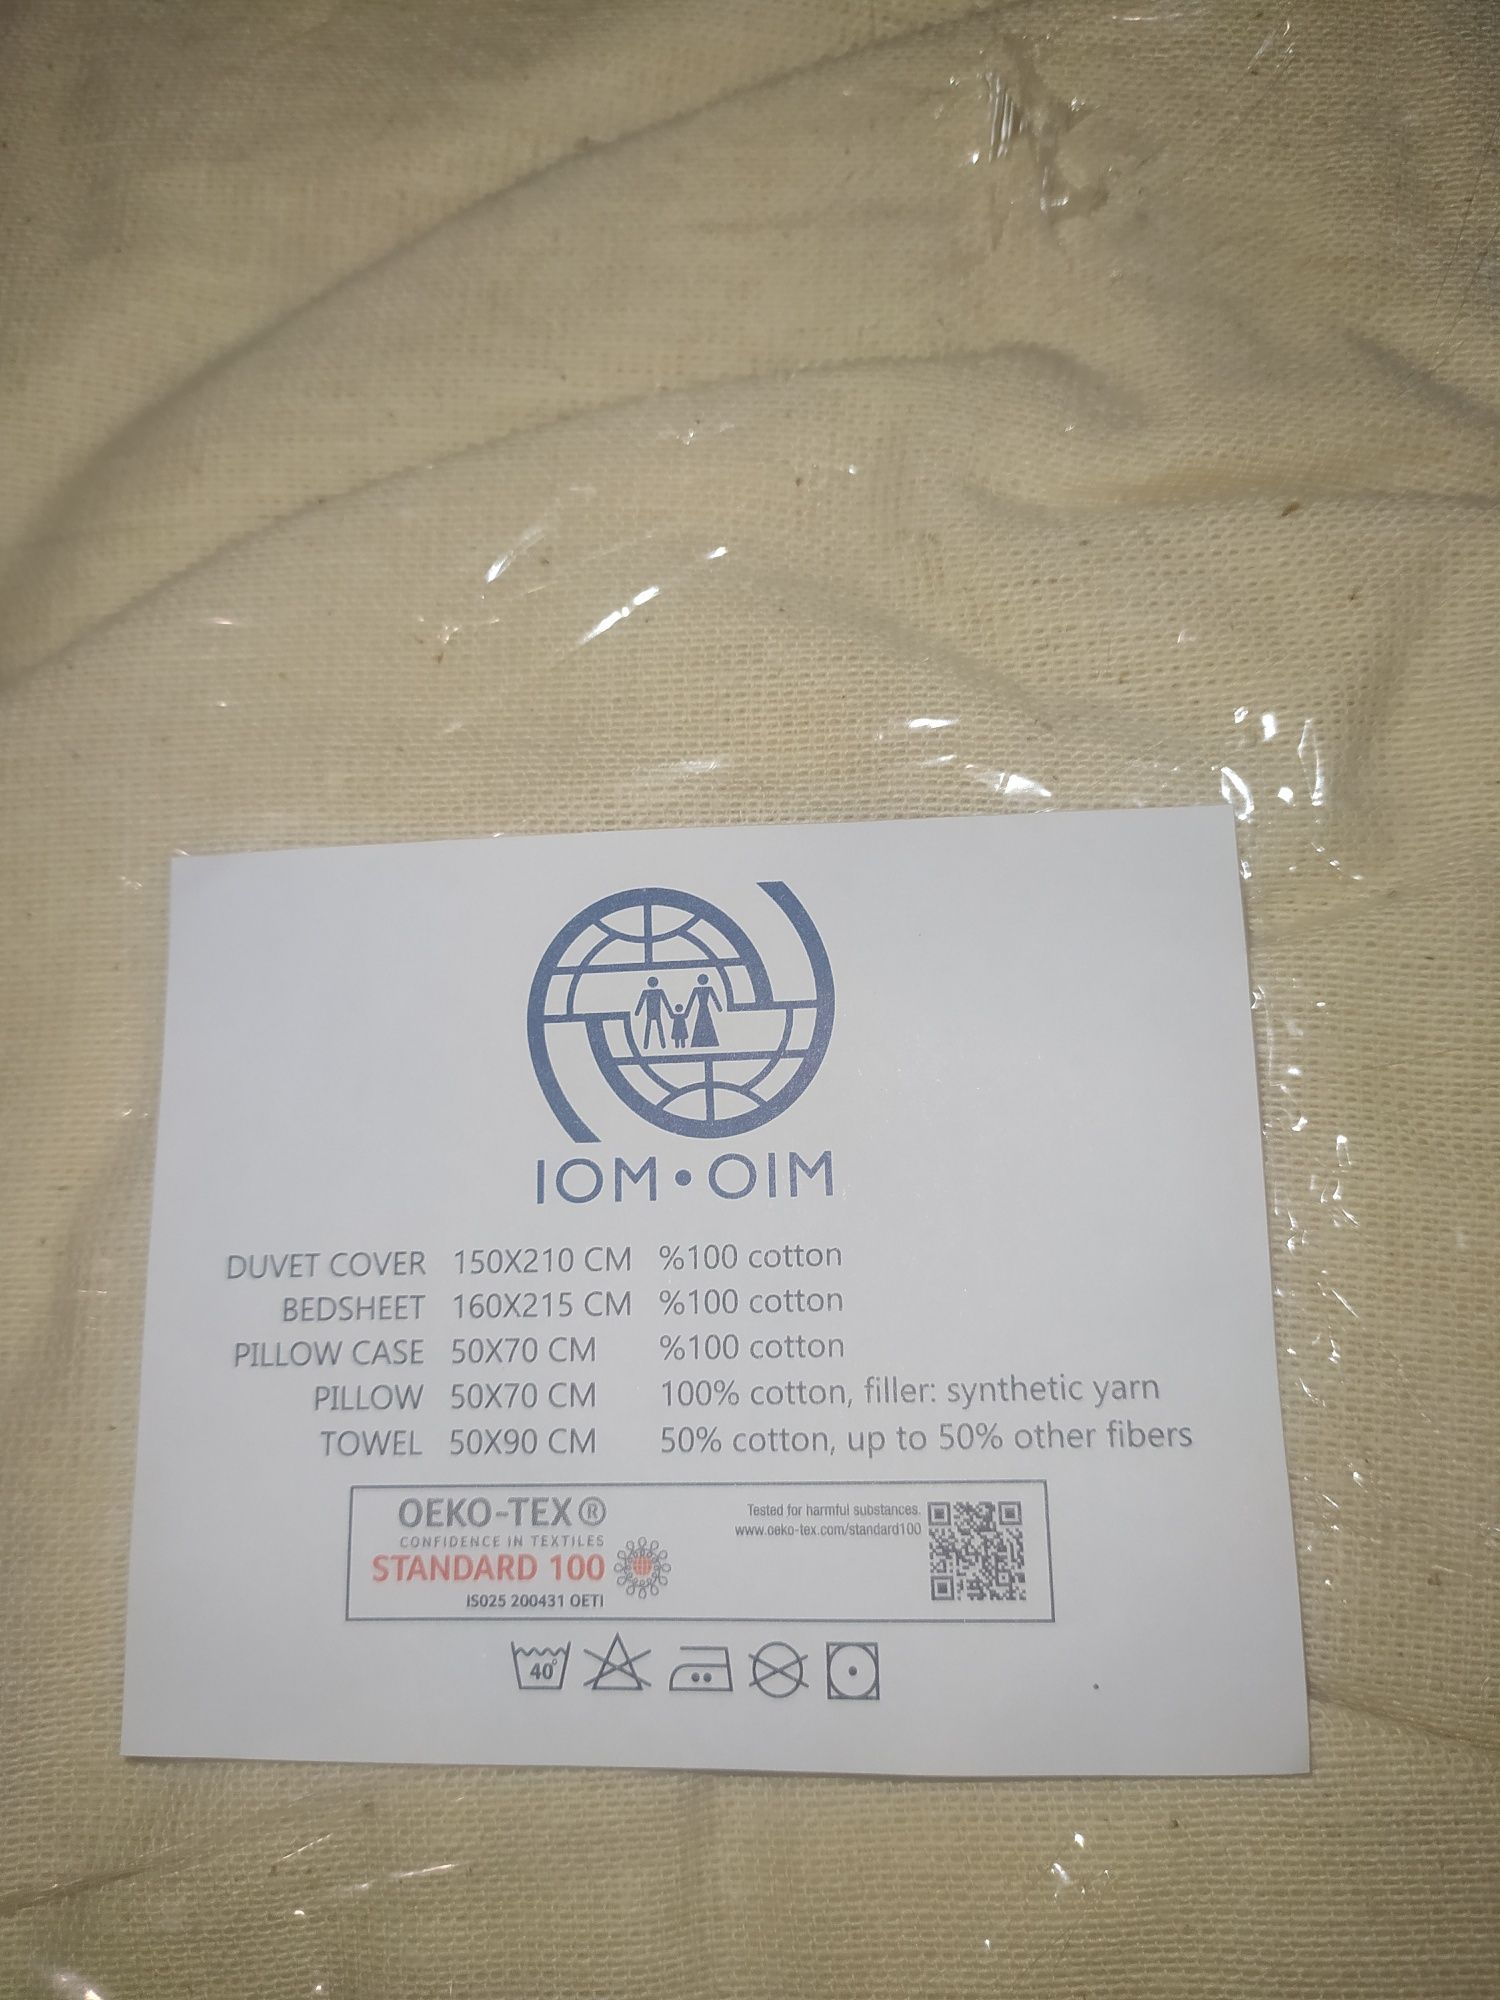 IOM•OIM
DUVET COVER 150X210 CM %100 cotton
BEDSHEET 160X215 CM %100 cotton
PILLOW CASE 50X70 CM %100 cotton
PILLOW 50X70 CM 100% cotton, filler: synthetic yarn
TOWEL 50X90 CM 50% cotton, up to 50% other fibers
OEKO-TEX®
CONFIDENCE IN TEXTILES
STANDARD 100
IS025 200431 OETI
Tested for harmful substances.
www.oeko-tex.com/standard100
40°